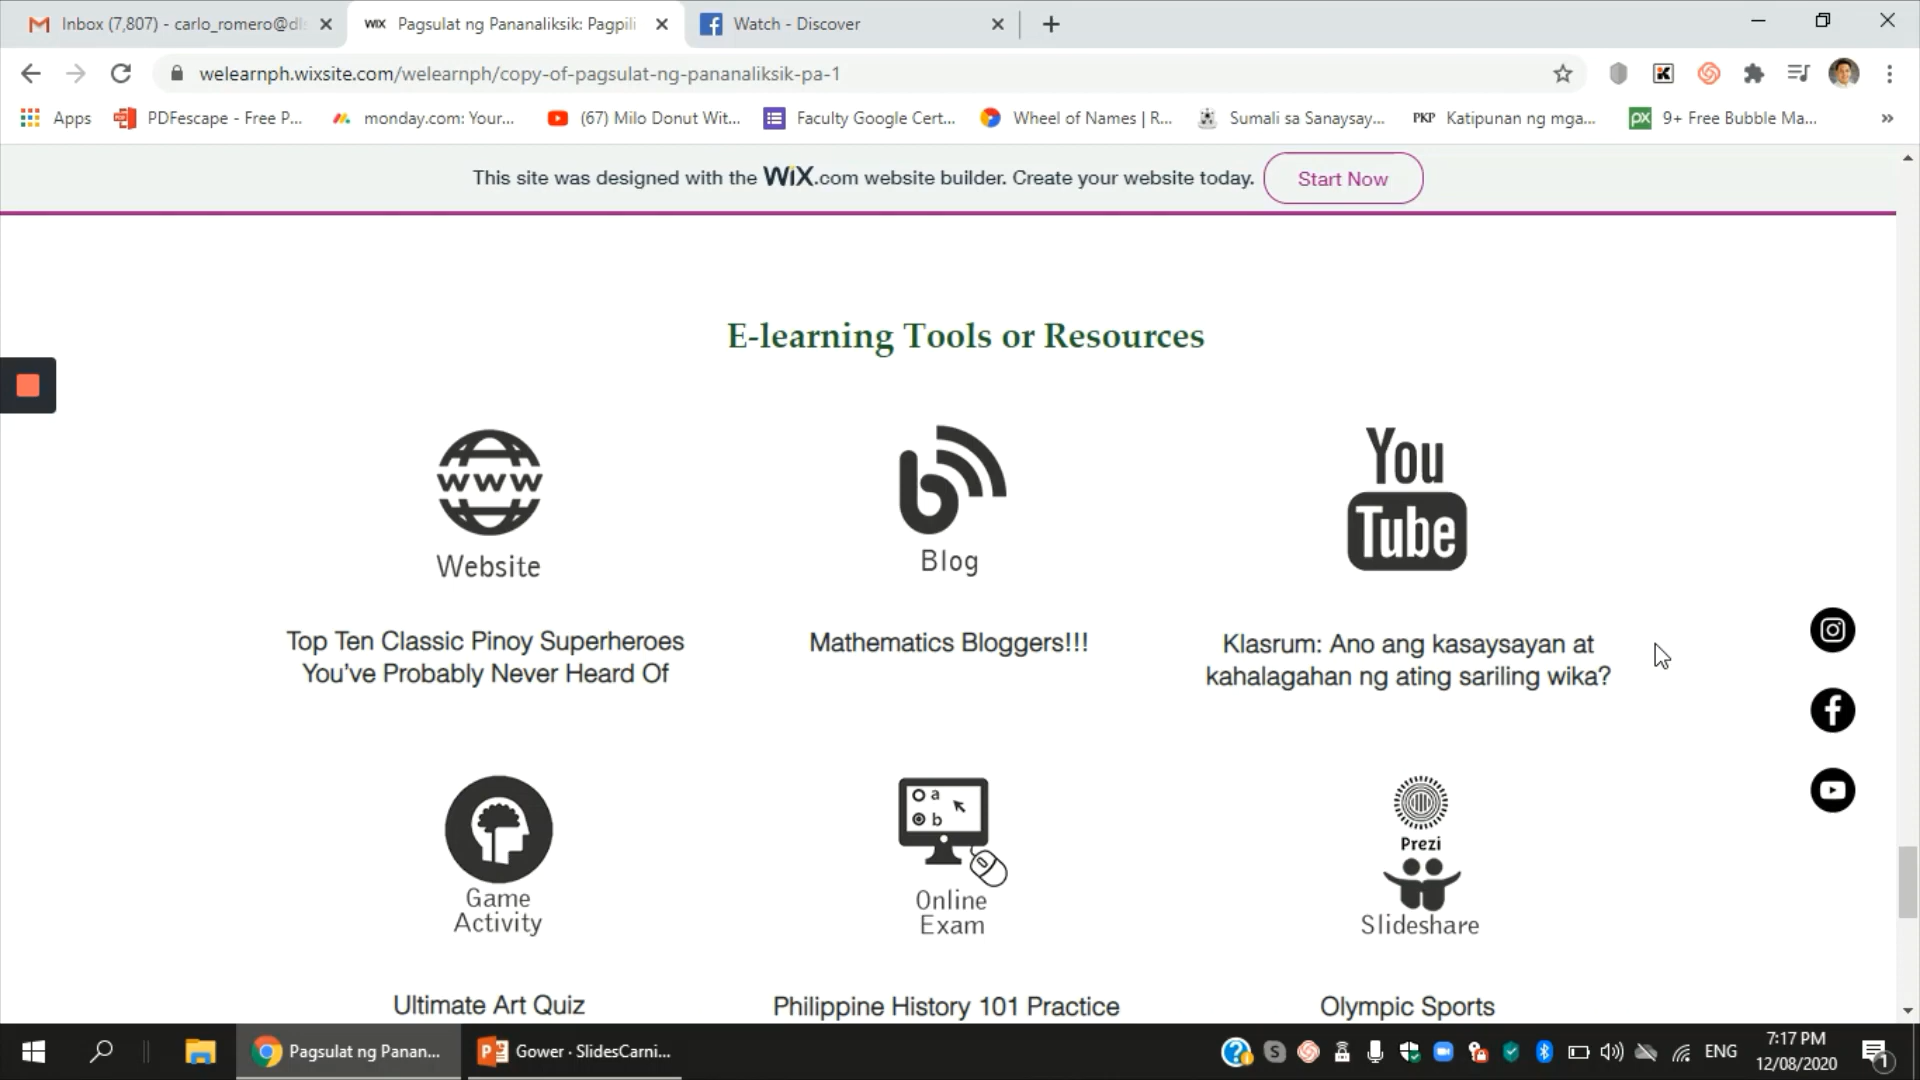 Inbox (7,807) - carlo_romero@dl
WiX Pagsulat ng Pananaliksik: Pagpili
Watch - Discover
welearnph.wixsite.com/welearnph/copy-of-pagsulat-ng-pananaliksik-pa-1
Apps PDFescape - Free P... monday.com: Your... (67) Milo Donut Wit... Faculty Google Cert... Wheel of Names | R... Sumali sa Sanaysay... PKP Katipunan ng mga... px 9+ Free Bubble Ma... »
This site was designed with the WiX.com website builder. Create your website today. Start Now
E-learning Tools or Resources
www
Website
Blog
You
Tube
Top Ten Classic Pinoy Superheroes
You've Probably Never Heard Of
Mathematics Bloggers!!!
Klasrum: Ano ang kasaysayan at
kahalagahan ng ating sariling wika?
Game
Activity
a
b
Online
Exam
Prezi
Slideshare
Ultimate Art Quiz
Philippine History 101 Practice
Olympic Sports
Pagsulat ng Panan...
Gower · SlidesCarni...
ENG
7:17 PM
12/08/2020
1